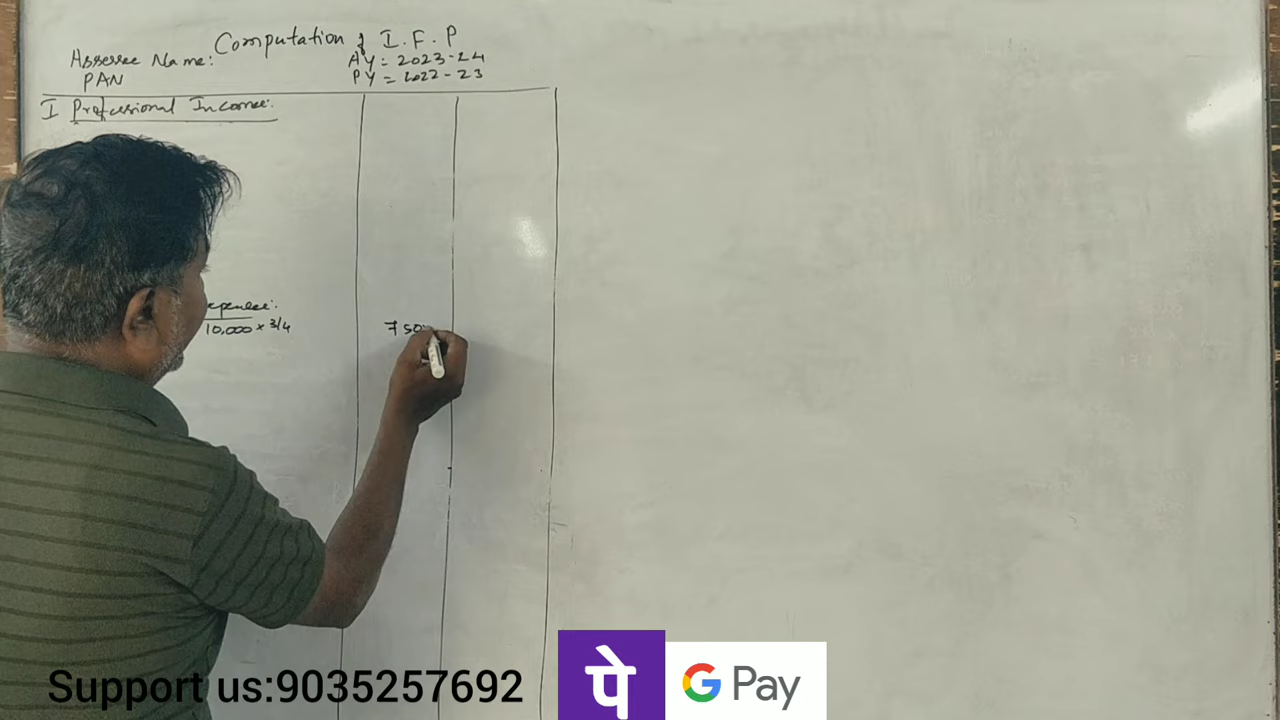 Computation of I.F.P
Assessee Name:
AY = 2023-24
PAN
PY = 2022-23
I Professional Income:
10,000 × 3/4
750
Support us:9035257692
पे
G Pay